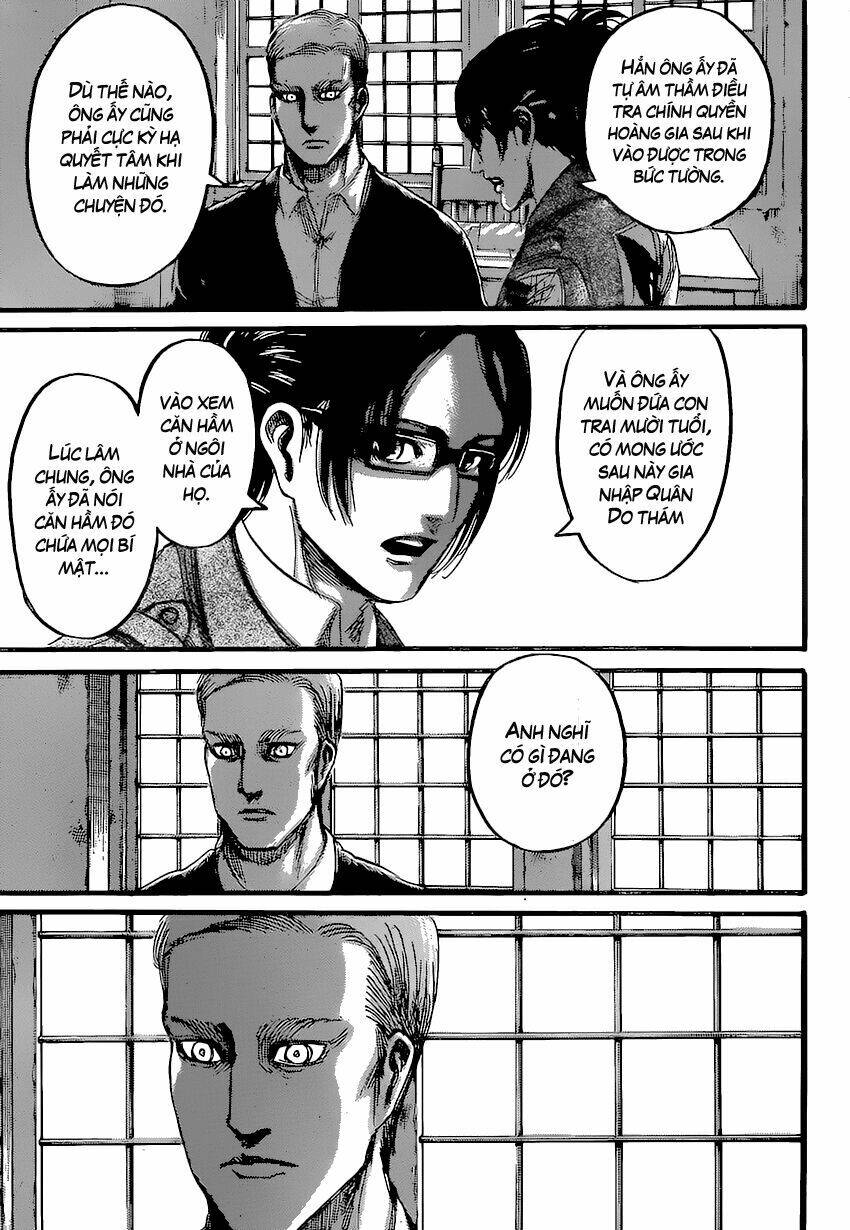 HẮN ÔNG ẤY ĐÃ
TỰ ÂM THẦM ĐIỀU
TRA CHÍNH QUYỀN
HOÀNG GIA SAU KHI
VÀO ĐƯỢC TRONG
BỨC TƯỜNG.
DÙ THẾ NÀO,
ÔNG ẤY CŨNG
PHẢI CỰC KỲ HẠ
QUYẾT TÂM KHI
LÀM NHỮNG
CHUYỆN ĐÓ.
VÀ ÔNG ẤY
MUỐN ĐỨA CON
TRAI MƯỜI TUỔI,
CÓ MONG ƯỚC
SAU NÀY GIA
NHẬP QUÂN
DO THÁM
VÀO XEM
CĂN HẦM
Ở NGÔI
NHÀ CỦA
HỌ.
LÚC LÂM
CHUNG, ÔNG
ẤY ĐÃ NÓI
CĂN HẦM ĐÓ
CHỨA MỌI BÍ
MẬT...
ANH NGHĨ
CÓ GÌ ĐANG
Ở ĐÓ?